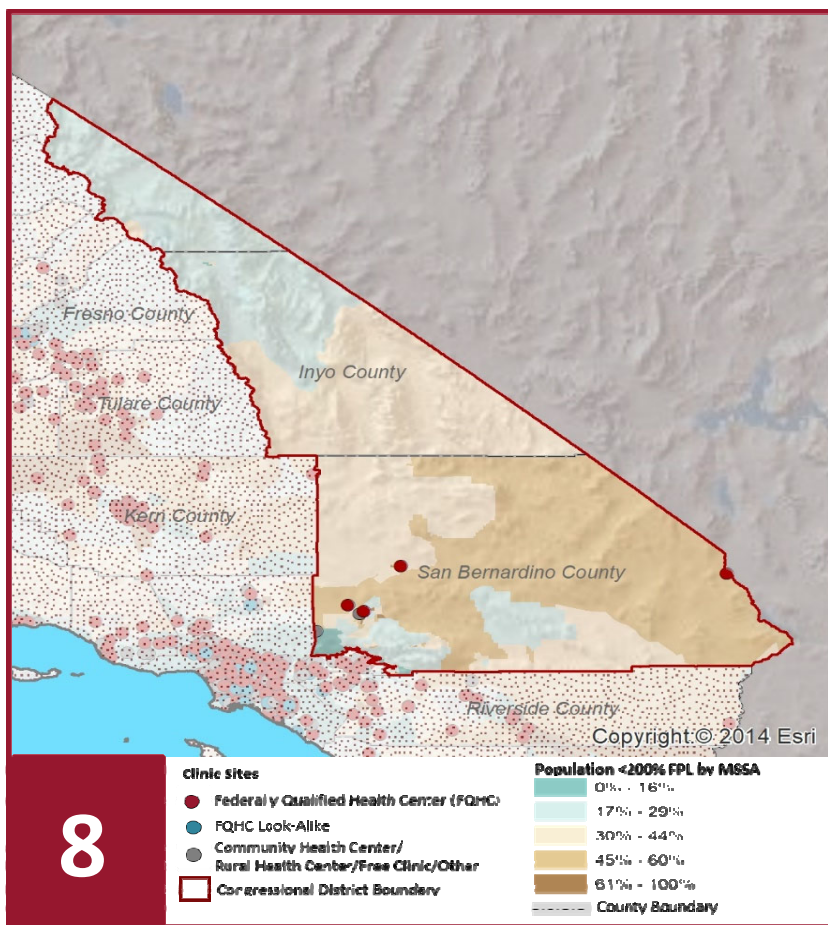 Fresno County
Inyo County
Tulare County
Kern County
San Bernardino County
Riverside County
Copyright:© 2014 Esri
8
Clinic Sites
Federally Qualified Health Center (FQHC)
FQHC Look-Alike
Community Health Center/
Rural Health Center/Free Clinic/Other
Congressional District Boundary
Population <200% FPL by MSSA
0% - 16%
17% - 29%
30% - 44%
45% - 60%
61% - 100%
County Boundary